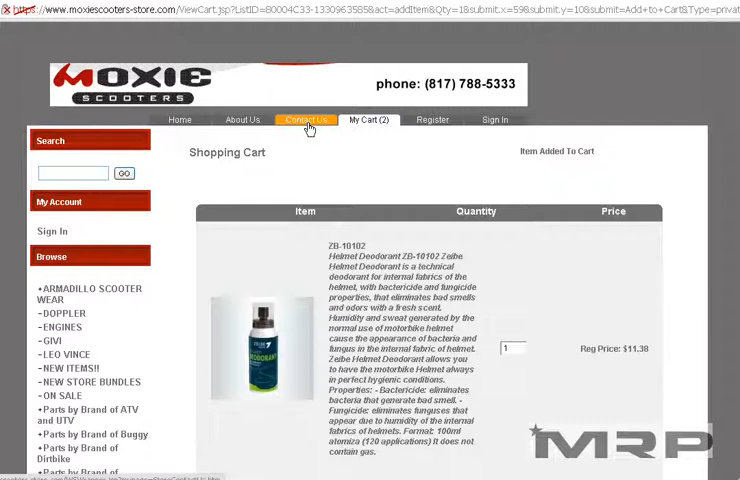 https://www.moxiescooters-store.com/ViewCart.jsp?ListID=80004C33-1330963585&act=addItem&Qty=1&submit.x=59&submit.y=10&submit=Add+to+Cart&Type=privat
MOXIE
SCOOTERS
phone: (817) 788-5333
Home About Us Contact Us My Cart (2) Register Sign In
Search
GO
My Account
Sign In
Browse
+ARMADILLO SCOOTER
WEAR
-DOPPLER
-ENGINES
-GIVI
-LEO VINCE
-NEW ITEMS!!
-NEW STORE BUNDLES
-ON SALE
+Parts by Brand of ATV
and UTV
+Parts by Brand of Buggy
+Parts by Brand of
Dirtbike
+Parts by Brand of
Shopping Cart
Item Added To Cart
Item Quantity Price
ZB-10102
Helmet Deodorant ZB-10102 Zeibe
Helmet Deodorant is a technical
deodorant for internal fabrics of the
helmet, with bactericide and fungicide
properties, that eliminates bad smells
and odors with a fresh scent.
Humidity and sweat generated by the
normal use of motorbike helmet
cause the appearance of bacteria and
fungus in the internal fabric of helmet.
Zeibe Helmet Deodorant allows you
to have the motorbike Helmet always
in perfect hygienic conditions.
Properties: - Bactericide: eliminates
bacteria that generate bad smell. -
Fungicide: eliminates funguses that
appear due to humidity of the internal
fabrics of helmets. Format: 100ml
atomiza (120 applications) It does not
contain gas.
DEODORANT
1
Reg Price: $11.38
MRP